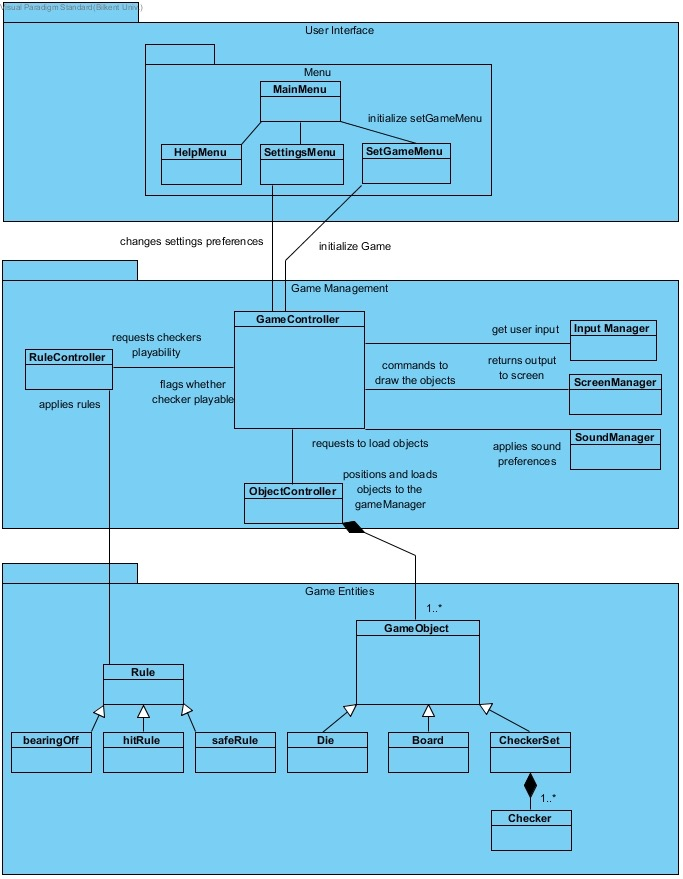 Visual Paradigm Standard(Bilkent Univ.)
User Interface
Menu
MainMenu
initialize setGameMenu
HelpMenu
SettingsMenu
SetGameMenu
changes settings preferences
initialize Game
Game Management
GameController
get user input
Input Manager
requests checkers
playability
RuleController
commands to
draw the objects
returns output
to screen
ScreenManager
flags whether
checker playable
applies rules
SoundManager
requests to load objects
applies sound
preferences
positions and loads
objects to the
gameManager
ObjectController
Game Entities
1..*
GameObject
Rule
bearingOff
hitRule
safeRule
Die
Board
CheckerSet
1..*
Checker